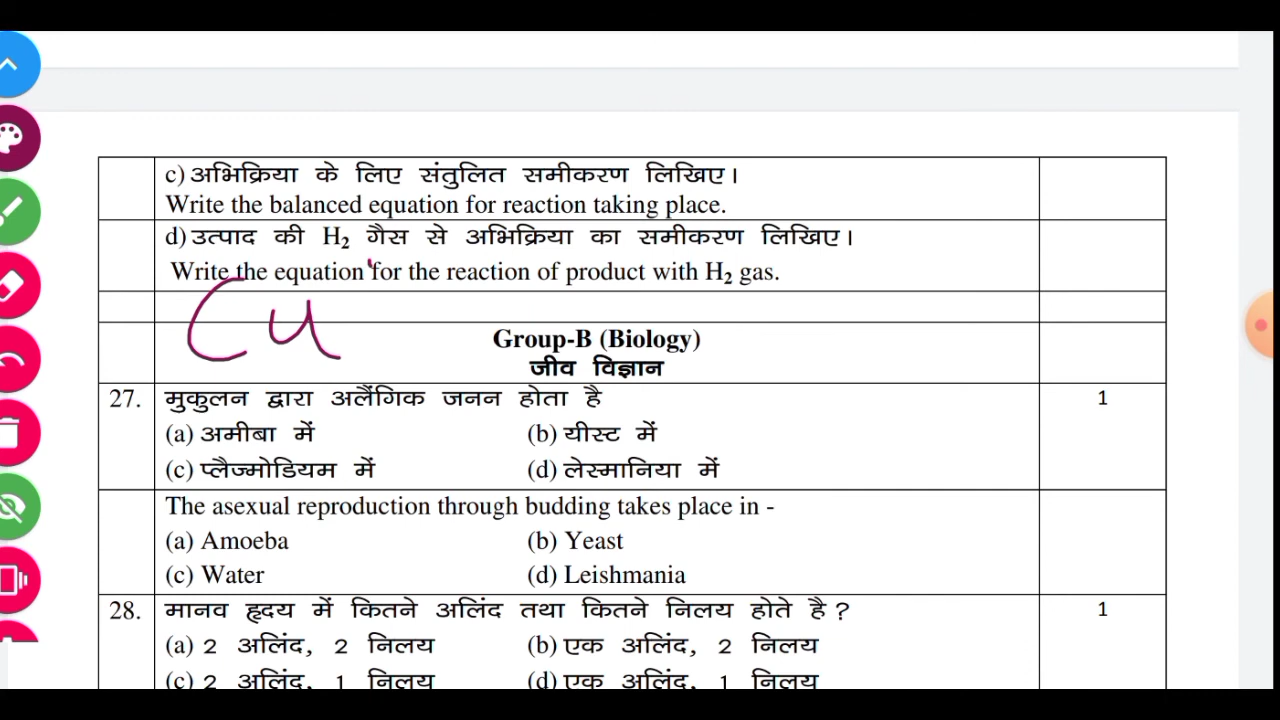 c) अभिक्रिया के लिए संतुलित समीकरण लिखिए।
Write the balanced equation for reaction taking place.
d) उत्पाद की H₂ गैस से अभिक्रिया का समीकरण लिखिए।
Write the equation for the reaction of product with H₂ gas.
Cu
Group-B (Biology)
जीव विज्ञान
27. मुकुलन द्वारा अलैंगिक जनन होता है 1
(a) अमीबा में (b) यीस्ट में
(c) प्लैज्मोडियम में (d) लेस्मानिया में
The asexual reproduction through budding takes place in -
(a) Amoeba (b) Yeast
(c) Water (d) Leishmania
28. मानव हृदय में कितने अलिंद तथा कितने निलय होते है ? 1
(a) 2 अलिंद, 2 निलय (b) एक अलिंद, 2 निलय
(c) 2 अलिंद, 1 निलय (d) एक अलिंद, 1 निलय